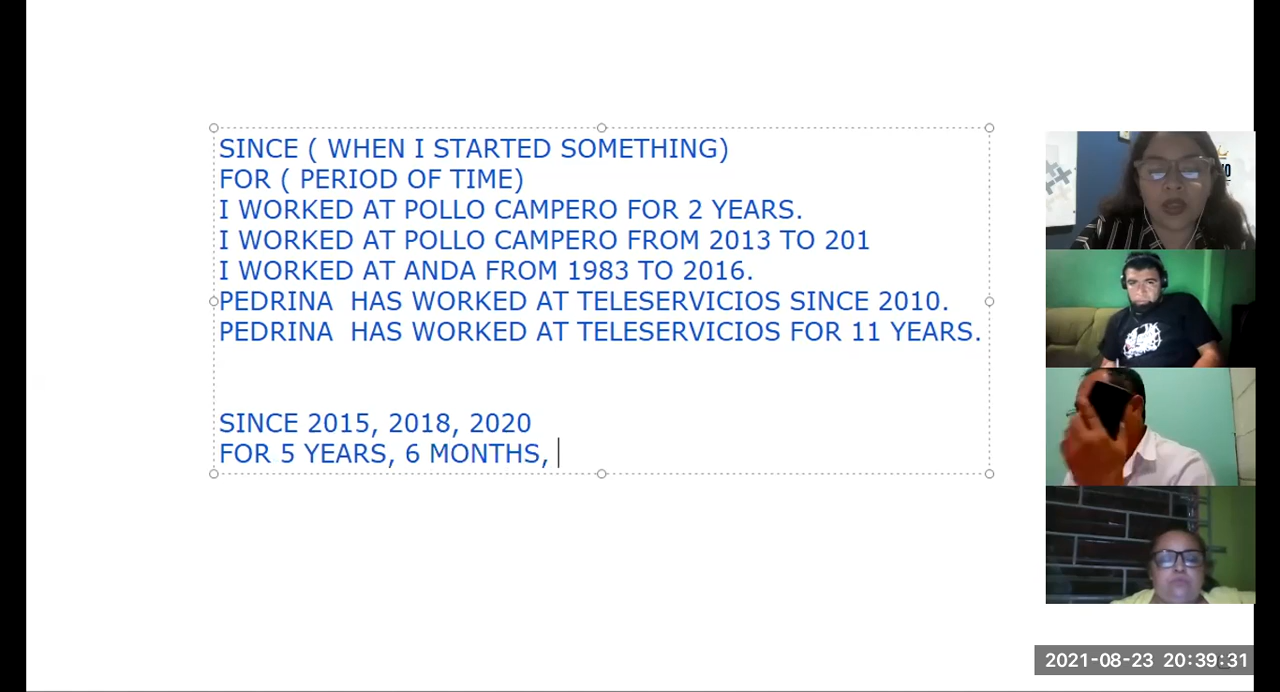 SINCE ( WHEN I STARTED SOMETHING)
FOR ( PERIOD OF TIME)
I WORKED AT POLLO CAMPERO FOR 2 YEARS.
I WORKED AT POLLO CAMPERO FROM 2013 TO 201
I WORKED AT ANDA FROM 1983 TO 2016.
PEDRINA  HAS WORKED AT TELESERVICIOS SINCE 2010.
PEDRINA  HAS WORKED AT TELESERVICIOS FOR 11 YEARS.
SINCE 2015, 2018, 2020
FOR 5 YEARS, 6 MONTHS,
2021-08-23 20:39:31